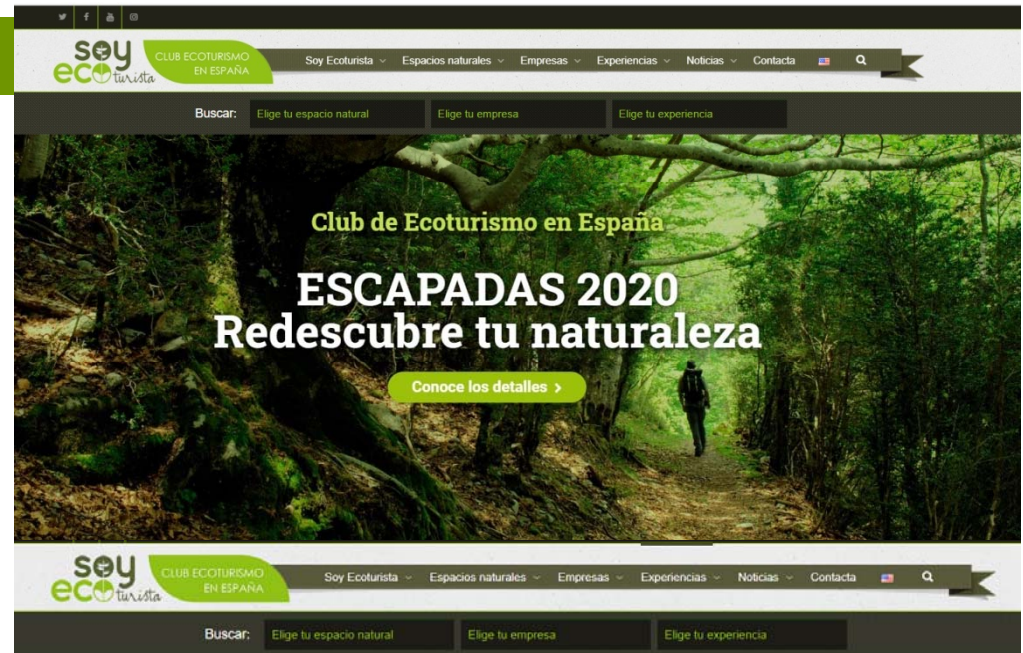 soy
eco turista
CLUB ECOTURISMO
EN ESPAÑA
Soy Ecoturista Espacios naturales Empresas Experiencias Noticias Contacta
Buscar: Elige tu espacio natural Elige tu empresa Elige tu experiencia
Club de Ecoturismo en España
ESCAPADAS 2020
Redescubre tu naturaleza
Conoce los detalles >
soy
eco turista
CLUB ECOTURISMO
EN ESPAÑA
Soy Ecoturista Espacios naturales Empresas Experiencias Noticias Contacta
Buscar: Elige tu espacio natural Elige tu empresa Elige tu experiencia